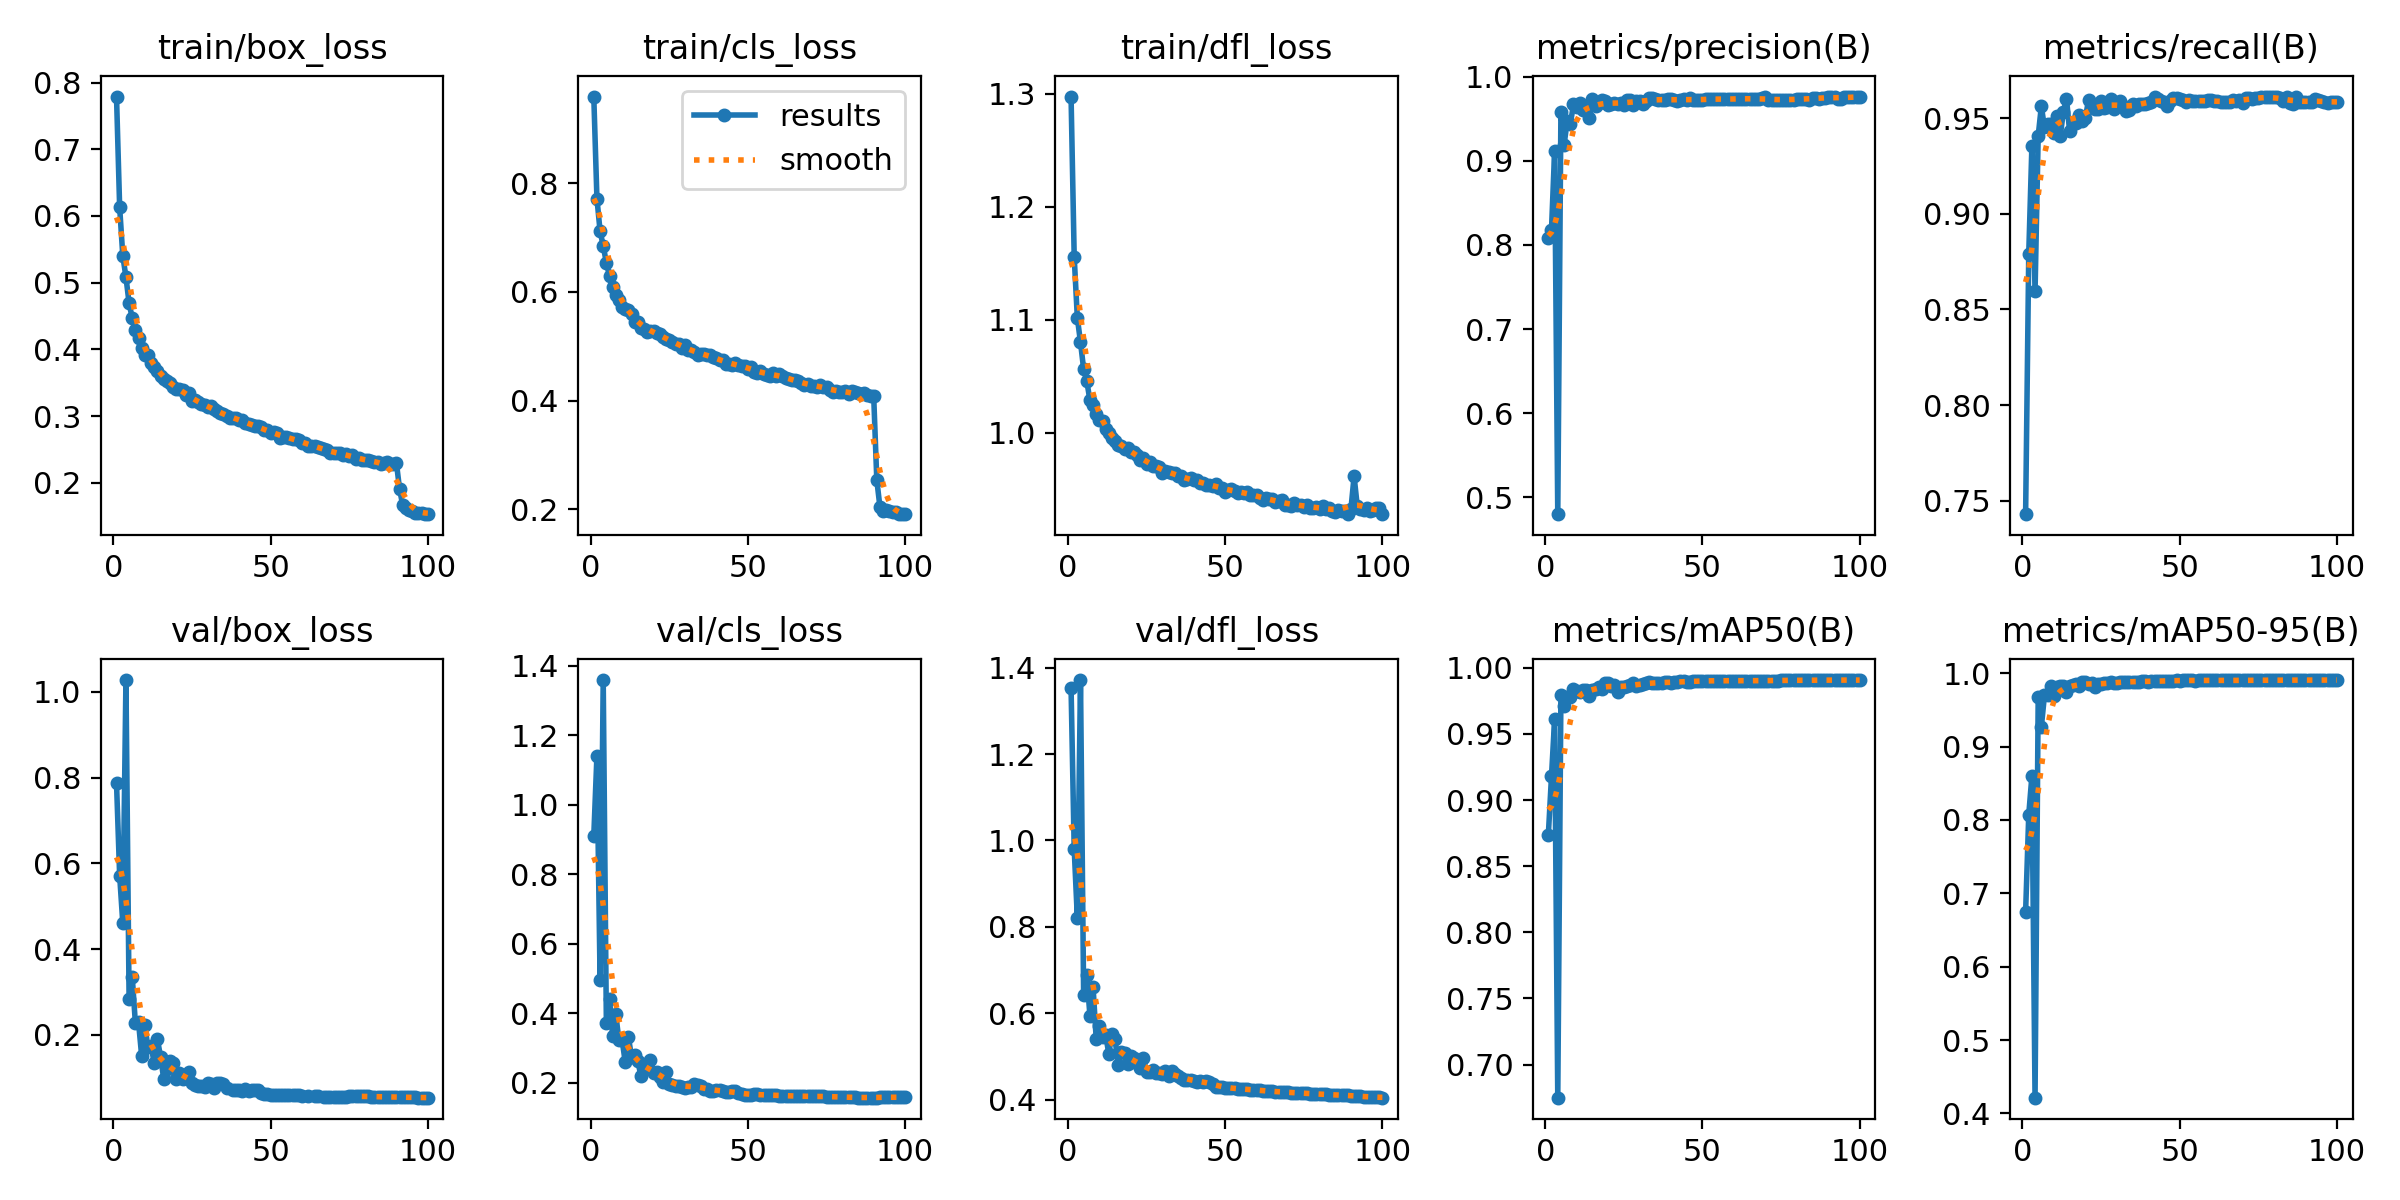 train/box_loss
0.8
0.7
0.6
0.5
0.4
0.3
0.2
0 50 100
train/cls_loss
results
smooth
0.8
0.6
0.4
0.2
0 50 100
train/dfl_loss
1.3
1.2
1.1
1.0
0 50 100
metrics/precision(B)
1.0
0.9
0.8
0.7
0.6
0.5
0 50 100
metrics/recall(B)
0.95
0.90
0.85
0.80
0.75
0 50 100
val/box_loss
1.0
0.8
0.6
0.4
0.2
0 50 100
val/cls_loss
1.4
1.2
1.0
0.8
0.6
0.4
0.2
0 50 100
val/dfl_loss
1.4
1.2
1.0
0.8
0.6
0.4
0 50 100
metrics/mAP50(B)
1.00
0.95
0.90
0.85
0.80
0.75
0.70
0 50 100
metrics/mAP50-95(B)
1.0
0.9
0.8
0.7
0.6
0.5
0.4
0 50 100